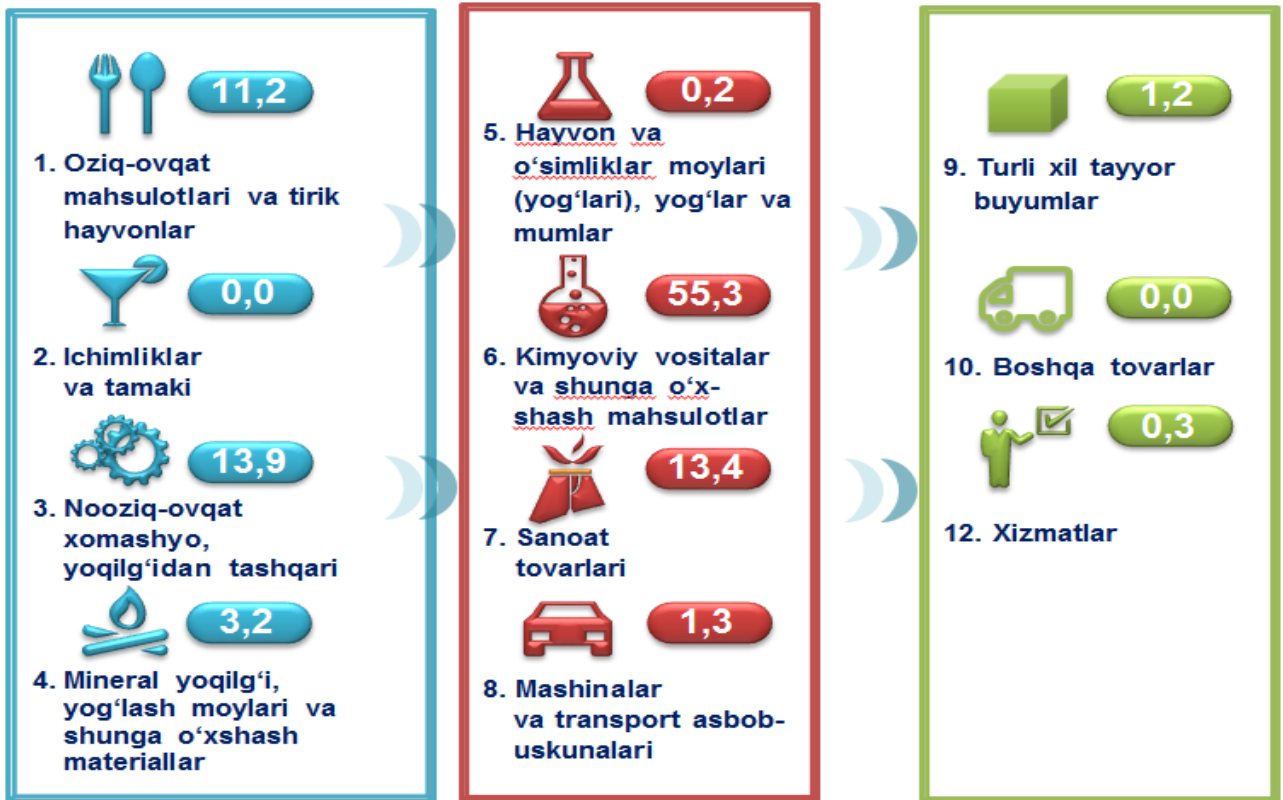 11,2
1. Oziq-ovqat
mahsulotlari va tirik
hayvonlar
0,0
2. Ichimliklar
va tamaki
13,9
3. Nooziq-ovqat
xomashyo,
yoqilg‘idan tashqari
3,2
4. Mineral yoqilg‘i,
yog‘lash moylari va
shunga o‘xshash
materiallar
0,2
5. Hayvon va
o‘simliklar moylari
(yog‘lari), yog‘lar va
mumlar
55,3
6. Kimyoviy vositalar
va shunga o‘x-
shash mahsulotlar
13,4
7. Sanoat
tovarlari
1,3
8. Mashinalar
va transport asbob-
uskunalari
1,2
9. Turli xil tayyor
buyumlar
0,0
10. Boshqa tovarlar
0,3
12. Xizmatlar